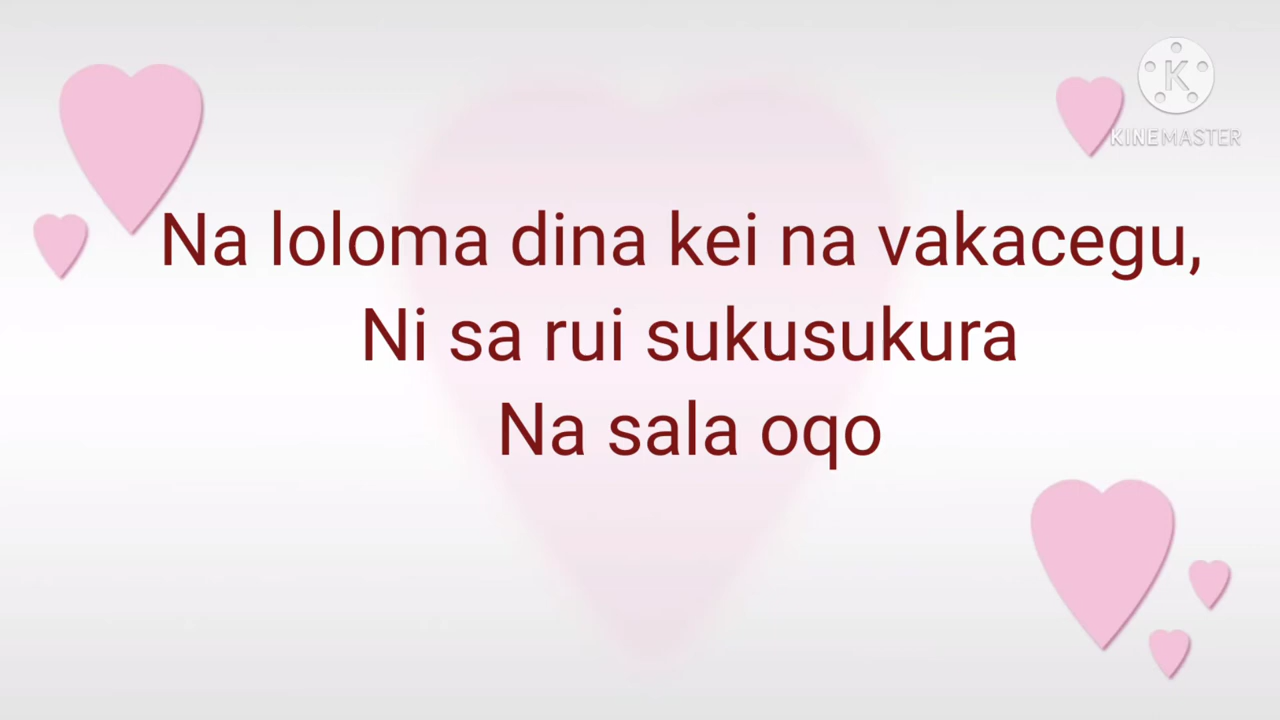 K
KINEMASTER
Na loloma dina kei na vakacegu,
Ni sa rui sukusukura
Na sala oqo